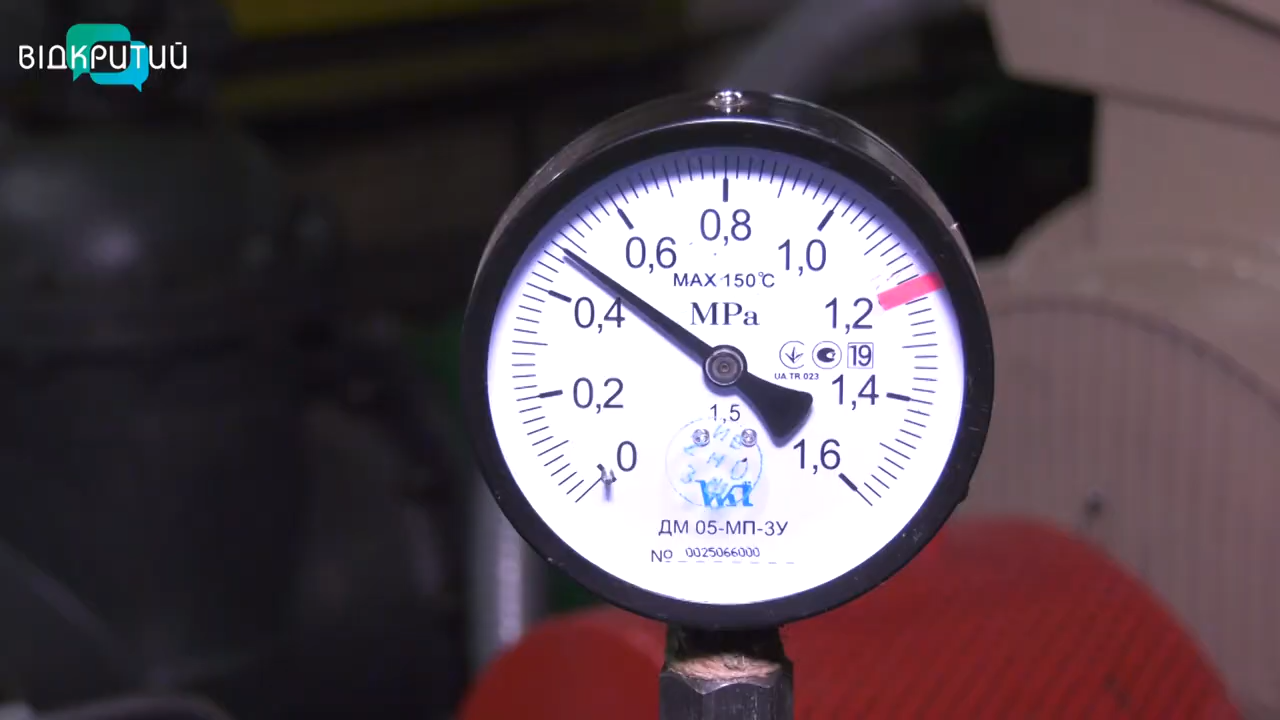 ВІДКРИТИЙ
0,8
0,6
1,0
MAX 150°C
0,4
MPa
1,2
19
UA TR 023
0,2
1,4
1,5
0
1,6
ДМ 05-МП-3У
№ 0025066000